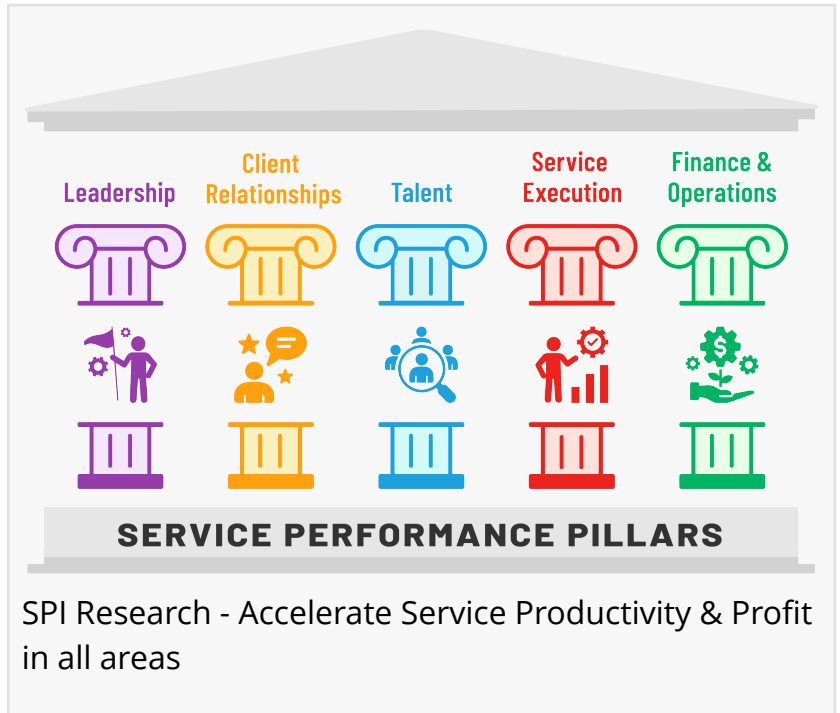 Leadership
Client
Relationships
Talent
Service
Execution
Finance &
Operations
$
SERVICE PERFORMANCE PILLARS
SPI Research - Accelerate Service Productivity & Profit
in all areas